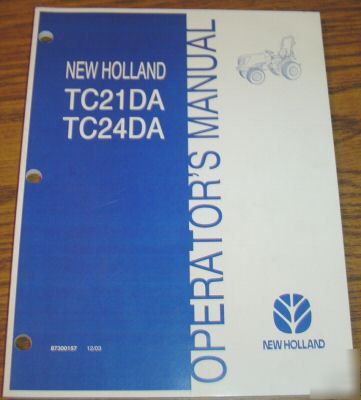 NEW HOLLAND
TC21DA
TC24DA
OPERATOR'S MANUAL
87300157 12/03
NEW HOLLAND